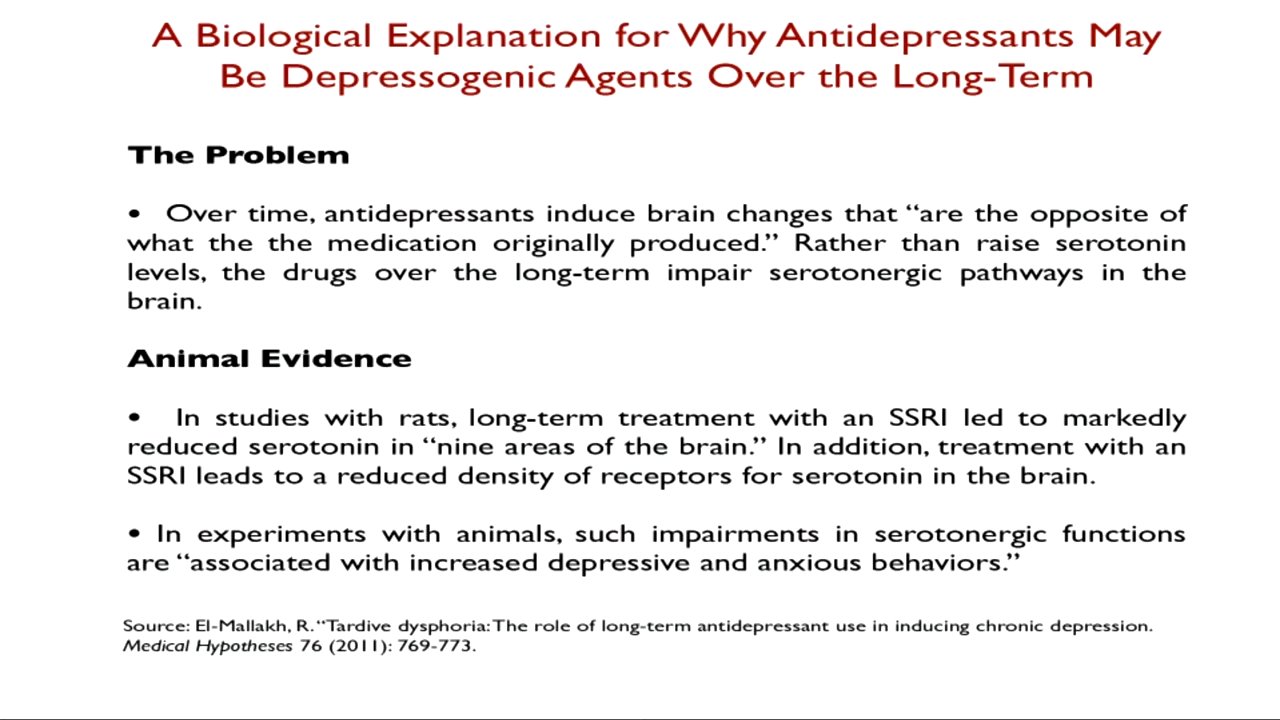 A Biological Explanation for Why Antidepressants May
Be Depressogenic Agents Over the Long-Term
The Problem
• Over time, antidepressants induce brain changes that “are the opposite of
what the the medication originally produced.” Rather than raise serotonin
levels, the drugs over the long-term impair serotonergic pathways in the
brain.
Animal Evidence
• In studies with rats, long-term treatment with an SSRI led to markedly
reduced serotonin in “nine areas of the brain.” In addition, treatment with an
SSRI leads to a reduced density of receptors for serotonin in the brain.
• In experiments with animals, such impairments in serotonergic functions
are “associated with increased depressive and anxious behaviors.”
Source: El-Mallakh, R. “Tardive dysphoria: The role of long-term antidepressant use in inducing chronic depression.
Medical Hypotheses 76 (2011): 769-773.